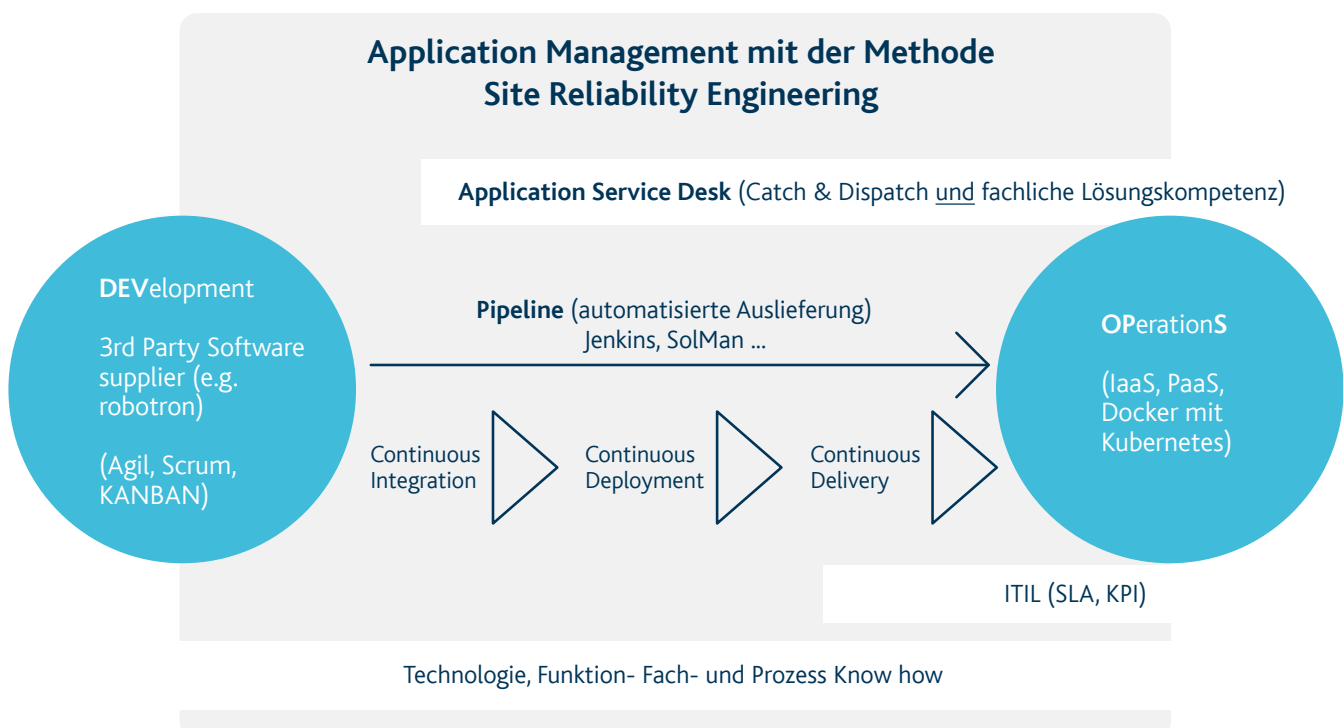 Application Management mit der Methode
Site Reliability Engineering
Application Service Desk (Catch & Dispatch und fachliche Lösungskompetenz)
DEVelopment
3rd Party Software
supplier (e.g.
robotron)
(Agil, Scrum,
KANBAN)
Pipeline (automatisierte Auslieferung)
Jenkins, SolMan ...
Continuous
Integration
Continuous
Deployment
Continuous
Delivery
OPerationS
(IaaS, PaaS,
Docker mit
Kubernetes)
ITIL (SLA, KPI)
Technologie, Funktion- Fach- und Prozess Know how